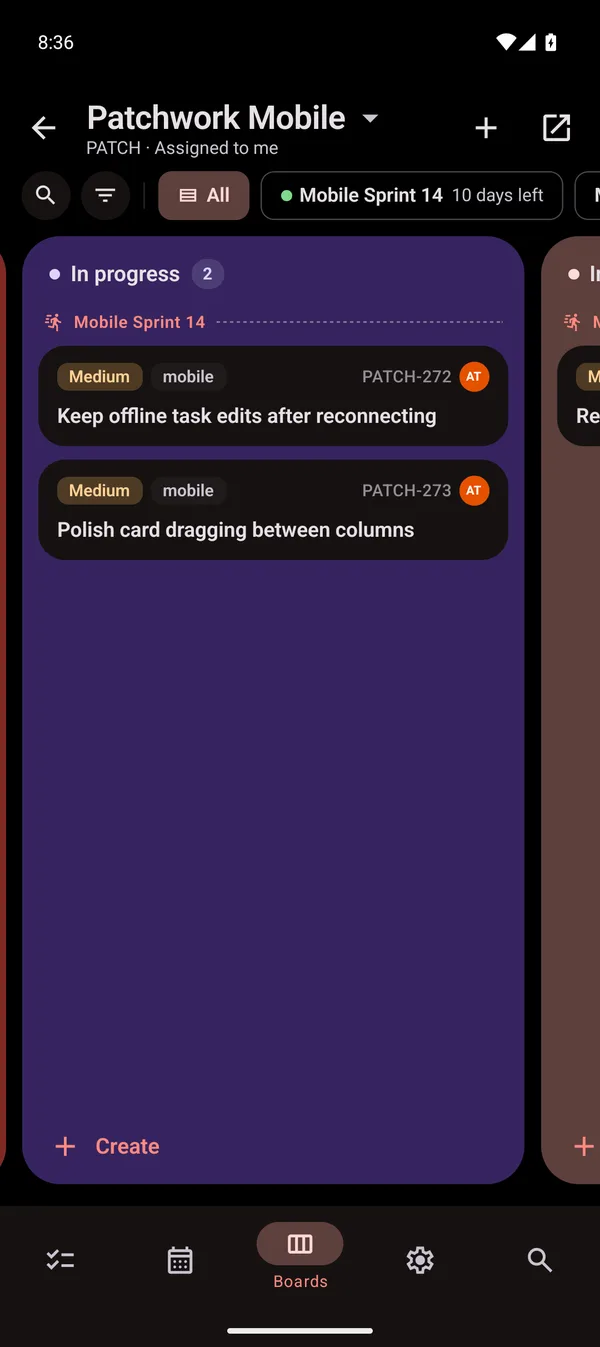 8:36
Patchwork Mobile
PATCH · Assigned to me
All
Mobile Sprint 14 10 days left
In progress 2
Mobile Sprint 14
Medium mobile PATCH-272 AT
Keep offline task edits after reconnecting
Medium mobile PATCH-273 AT
Polish card dragging between columns
Create
Boards